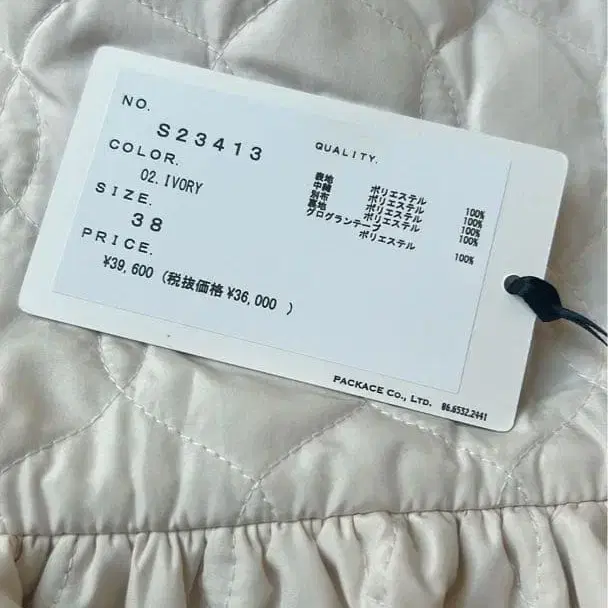 NO.
S23413
COLOR.
02.IVORY
SIZE.
38
PRICE.
¥39,600 (税抜価格 ¥36,000 )
QUALITY.
表地 ポリエステル 100%
中綿 ポリエステル 100%
別布 ポリエステル 100%
裏地 ポリエステル 100%
グログランテープ
ポリエステル 100%
PACKACE CO., LTD. 06.6532.2441